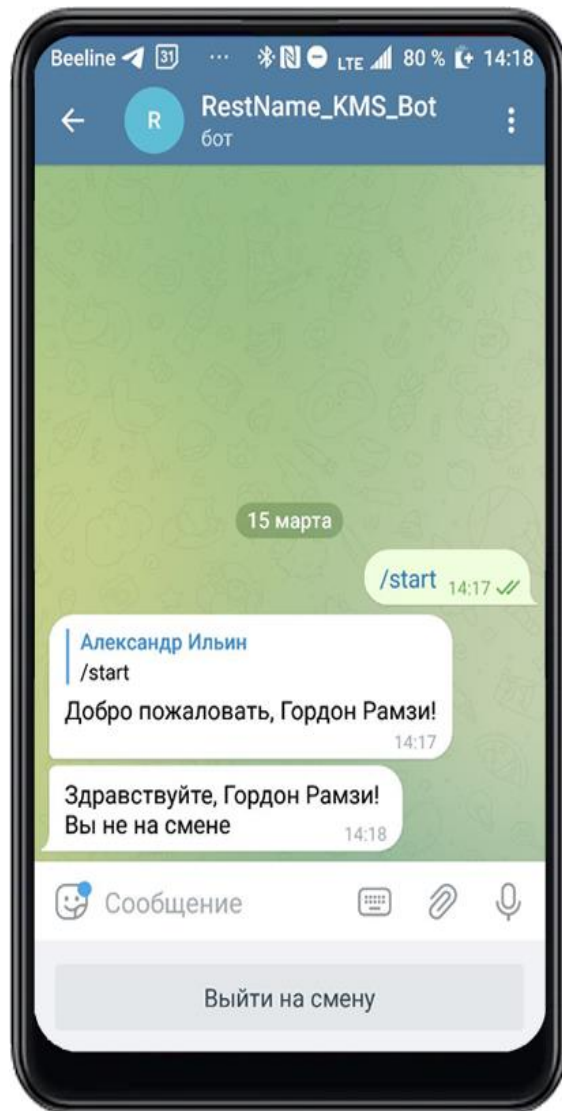 Beeline 31 ... LTE 80 % 14:18
R RestName_KMS_Bot
бот
15 марта
/start 14:17
Александр Ильин
/start
Добро пожаловать, Гордон Рамзи!
14:17
Здравствуйте, Гордон Рамзи!
Вы не на смене 14:18
Сообщение
Выйти на смену